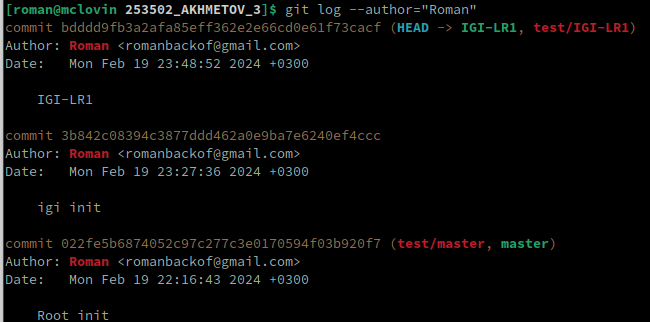 [roman@mclovin 253502_AKHMETOV_3]$ git log --author="Roman"
commit bdddd9fb3a2afa85eff362e2e66cd0e61f73cacf (HEAD -> IGI-LR1, test/IGI-LR1)
Author: Roman <romanbackof@gmail.com>
Date:   Mon Feb 19 23:48:52 2024 +0300
IGI-LR1
commit 3b842c08394c3877ddd462a0e9ba7e6240ef4ccc
Author: Roman <romanbackof@gmail.com>
Date:   Mon Feb 19 23:27:36 2024 +0300
igi init
commit 022fe5b6874052c97c277c3e0170594f03b920f7 (test/master, master)
Author: Roman <romanbackof@gmail.com>
Date:   Mon Feb 19 22:16:43 2024 +0300
Root init